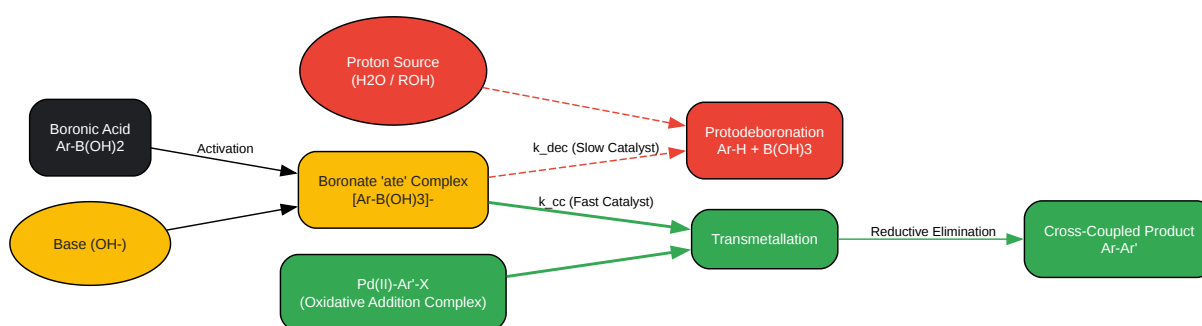 Proton Source
(H2O / ROH)
Boronic Acid
Ar-B(OH)2
Activation
Base (OH-)
Boronate 'ate' Complex
[Ar-B(OH)3]-
k_dec (Slow Catalyst)
k_cc (Fast Catalyst)
Protodeboronation
Ar-H + B(OH)3
Pd(II)-Ar'-X
(Oxidative Addition Complex)
Transmetallation
Reductive Elimination
Cross-Coupled Product
Ar-Ar'